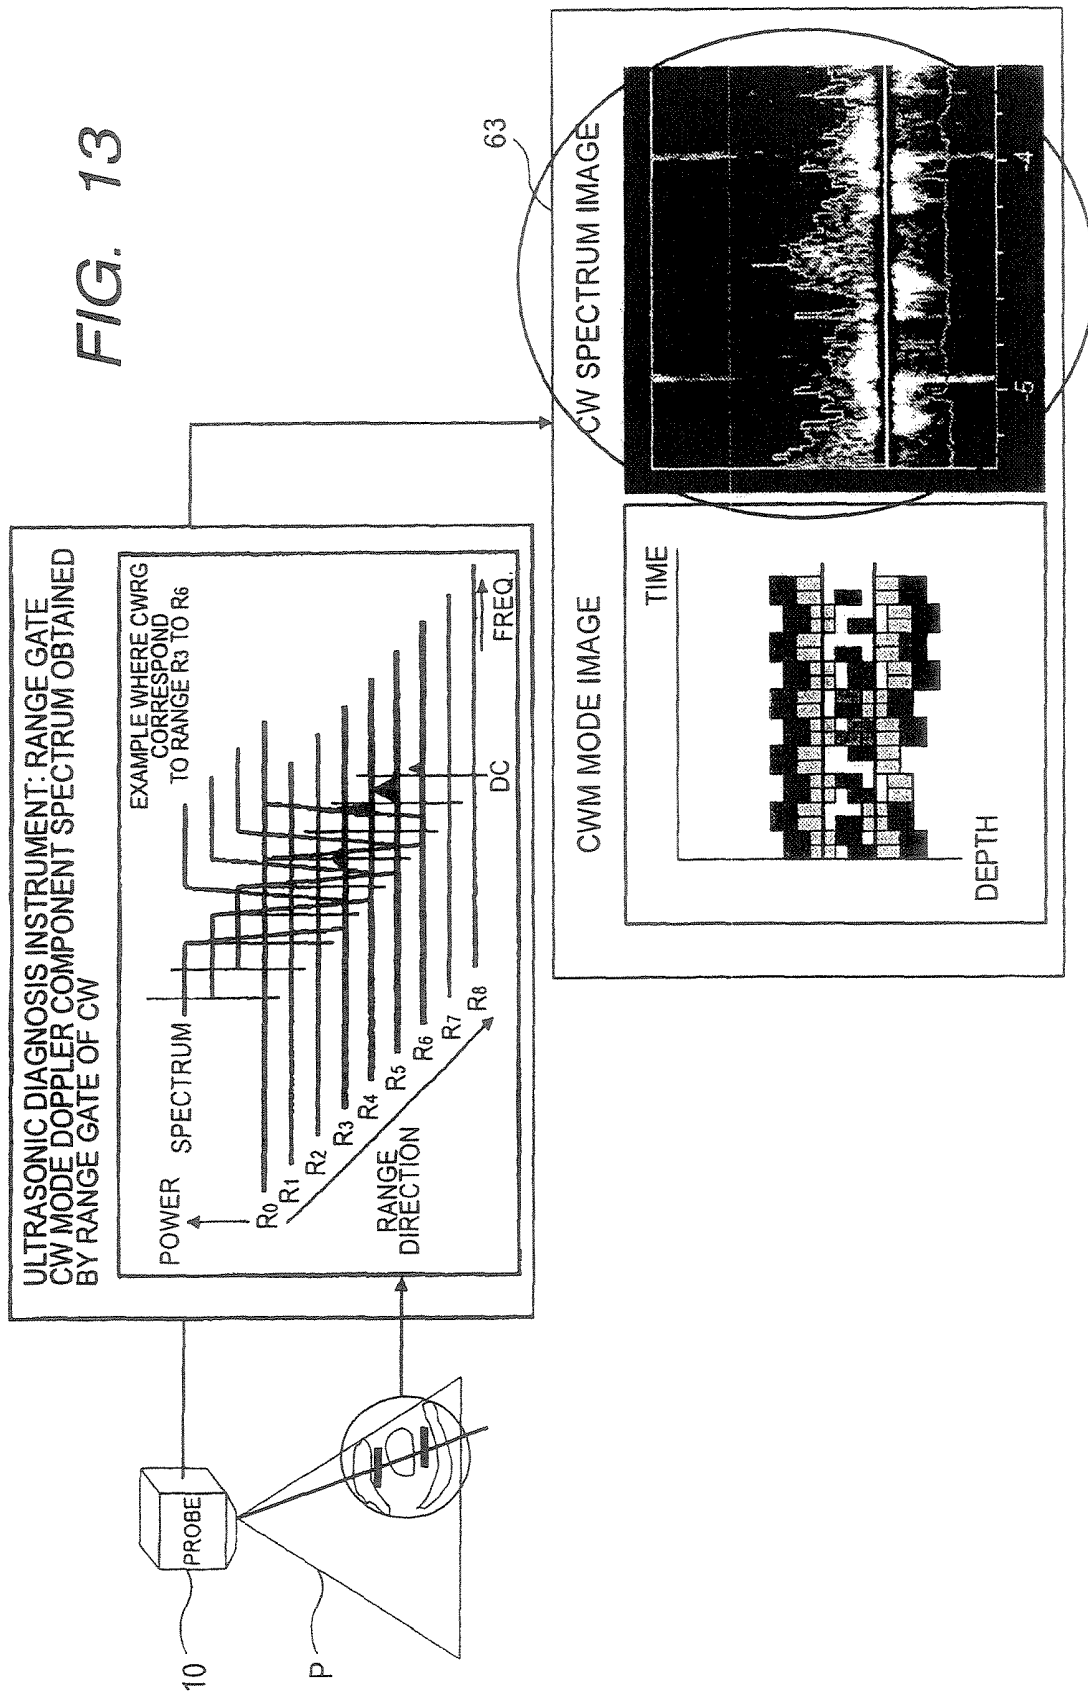 FIG. 13
ULTRASONIC DIAGNOSIS INSTRUMENT: RANGE GATE
CW MODE DOPPLER COMPONENT SPECTRUM OBTAINED
BY RANGE GATE OF CW
POWER
SPECTRUM
EXAMPLE WHERE CWRG
CORRESPOND
TO RANGE R3 TO R6
R0
R1
R2
R3
R4
R5
R6
R7
R8
RANGE
DIRECTION
DC
FREQ.
PROBE
10
P
CWM MODE IMAGE
TIME
DEPTH
CW SPECTRUM IMAGE
63
-5
-4